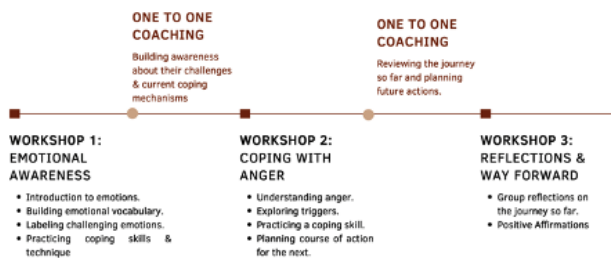 ONE TO ONE
COACHING
Building awareness
about their challenges
& current coping
mechanisms
ONE TO ONE
COACHING
Reviewing the journey
so far and planning
future actions.
WORKSHOP 1:
EMOTIONAL
AWARENESS
• Introduction to emotions.
• Building emotional vocabulary.
• Labeling challenging emotions.
• Practicing coping skills &
technique
WORKSHOP 2:
COPING WITH
ANGER
• Understanding anger.
• Exploring triggers.
• Practicing a coping skill.
• Planning course of action
for the next.
WORKSHOP 3:
REFLECTIONS &
WAY FORWARD
• Group reflections on
the journey so far.
• Positive Affirmations